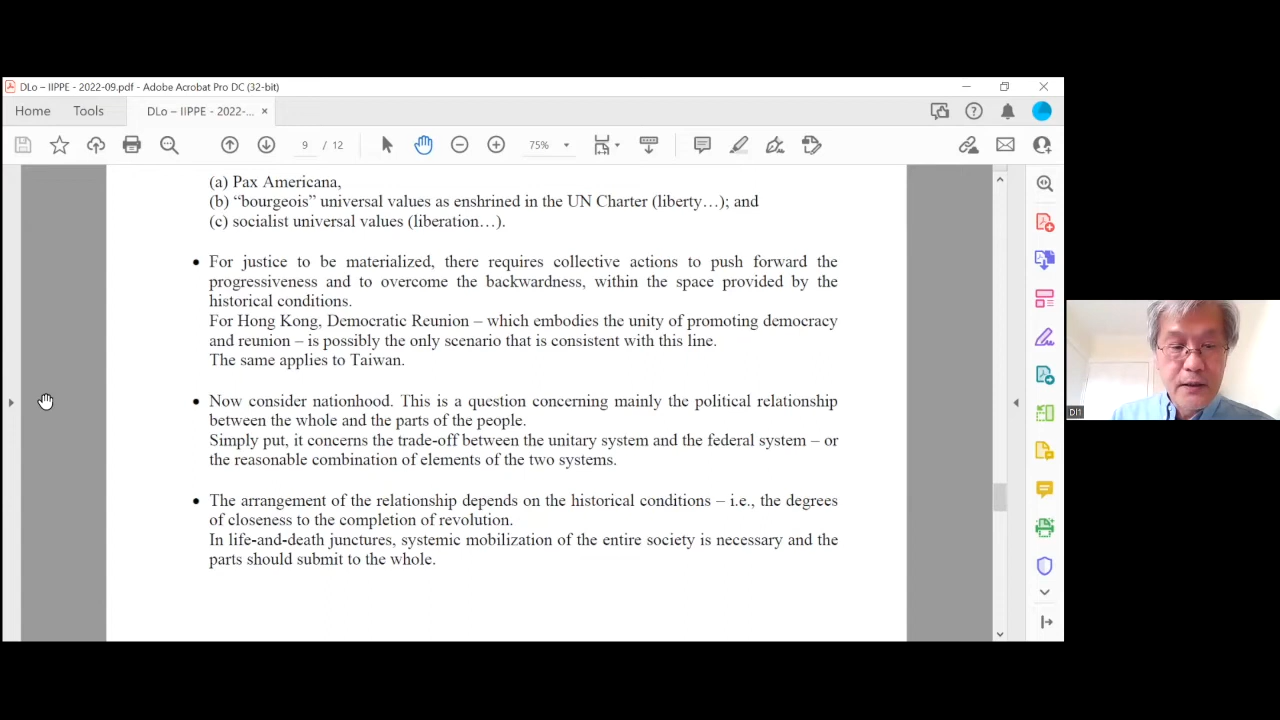 DLo – IIPPE - 2022-09.pdf - Adobe Acrobat Pro DC (32-bit)
Home Tools DLo – IIPPE - 2022-... ×
9 / 12 75%
(a) Pax Americana,
(b) “bourgeois” universal values as enshrined in the UN Charter (liberty…); and
(c) socialist universal values (liberation…).
• For justice to be materialized, there requires collective actions to push forward the
progressiveness and to overcome the backwardness, within the space provided by the
historical conditions.
For Hong Kong, Democratic Reunion – which embodies the unity of promoting democracy
and reunion – is possibly the only scenario that is consistent with this line.
The same applies to Taiwan.
• Now consider nationhood. This is a question concerning mainly the political relationship
between the whole and the parts of the people.
Simply put, it concerns the trade-off between the unitary system and the federal system – or
the reasonable combination of elements of the two systems.
• The arrangement of the relationship depends on the historical conditions – i.e., the degrees
of closeness to the completion of revolution.
In life-and-death junctures, systemic mobilization of the entire society is necessary and the
parts should submit to the whole.